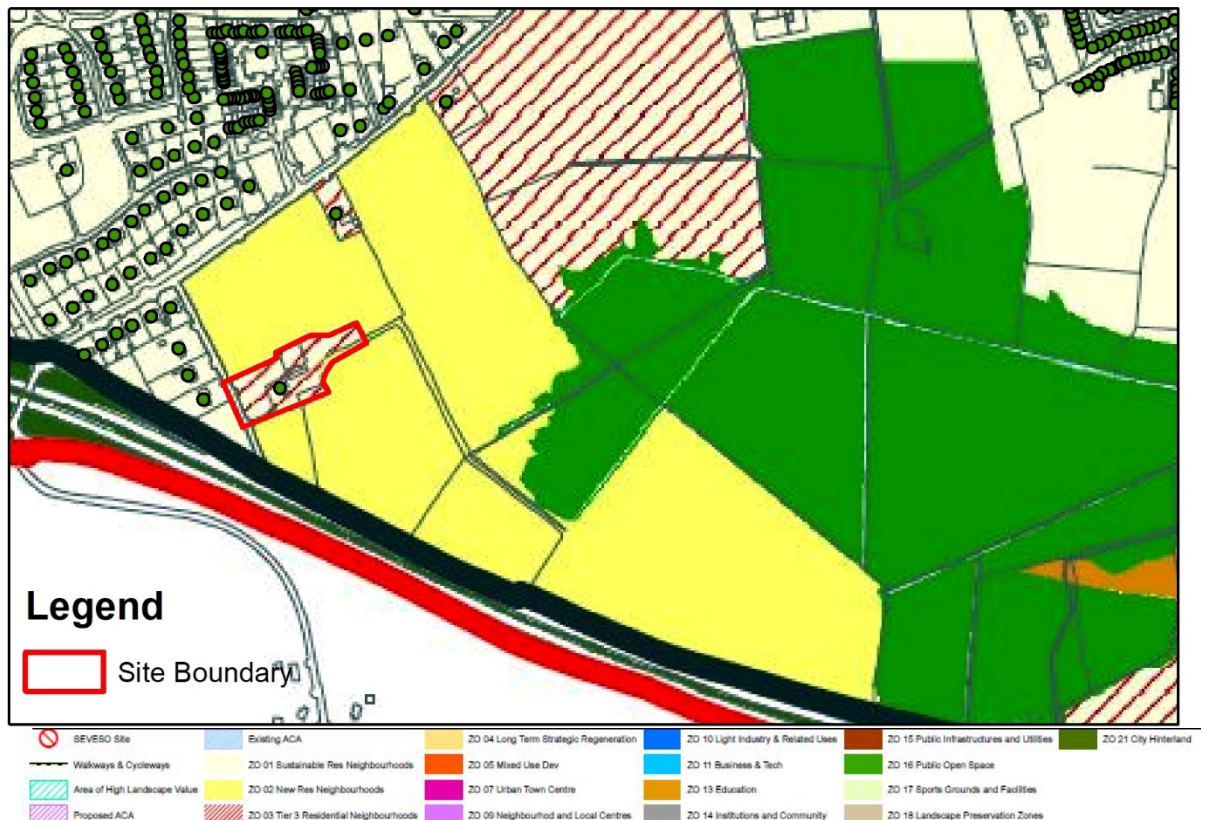 Legend
Site Boundary
SEVESO Site
Existing ACA
ZO 04 Long Term Strategic Regeneration
ZO 10 Light Industry & Related Uses
ZO 15 Public Infrastructures and Utilities
ZO 21 City Hinterland
Walkways & Cycleways
ZO 01 Sustainable Res Neighbourhoods
ZO 05 Mixed Use Dev
ZO 11 Business & Tech
ZO 16 Public Open Space
Area of High Landscape Value
ZO 02 New Res Neighbourhoods
ZO 07 Urban Town Centre
ZO 13 Education
ZO 17 Sports Grounds and Facilities
Proposed ACA
ZO 03 Tier 3 Residential Neighbourhoods
ZO 09 Neighbourhod and Local Centres
ZO 14 Institutions and Community
ZO 18 Landscape Preservation Zones